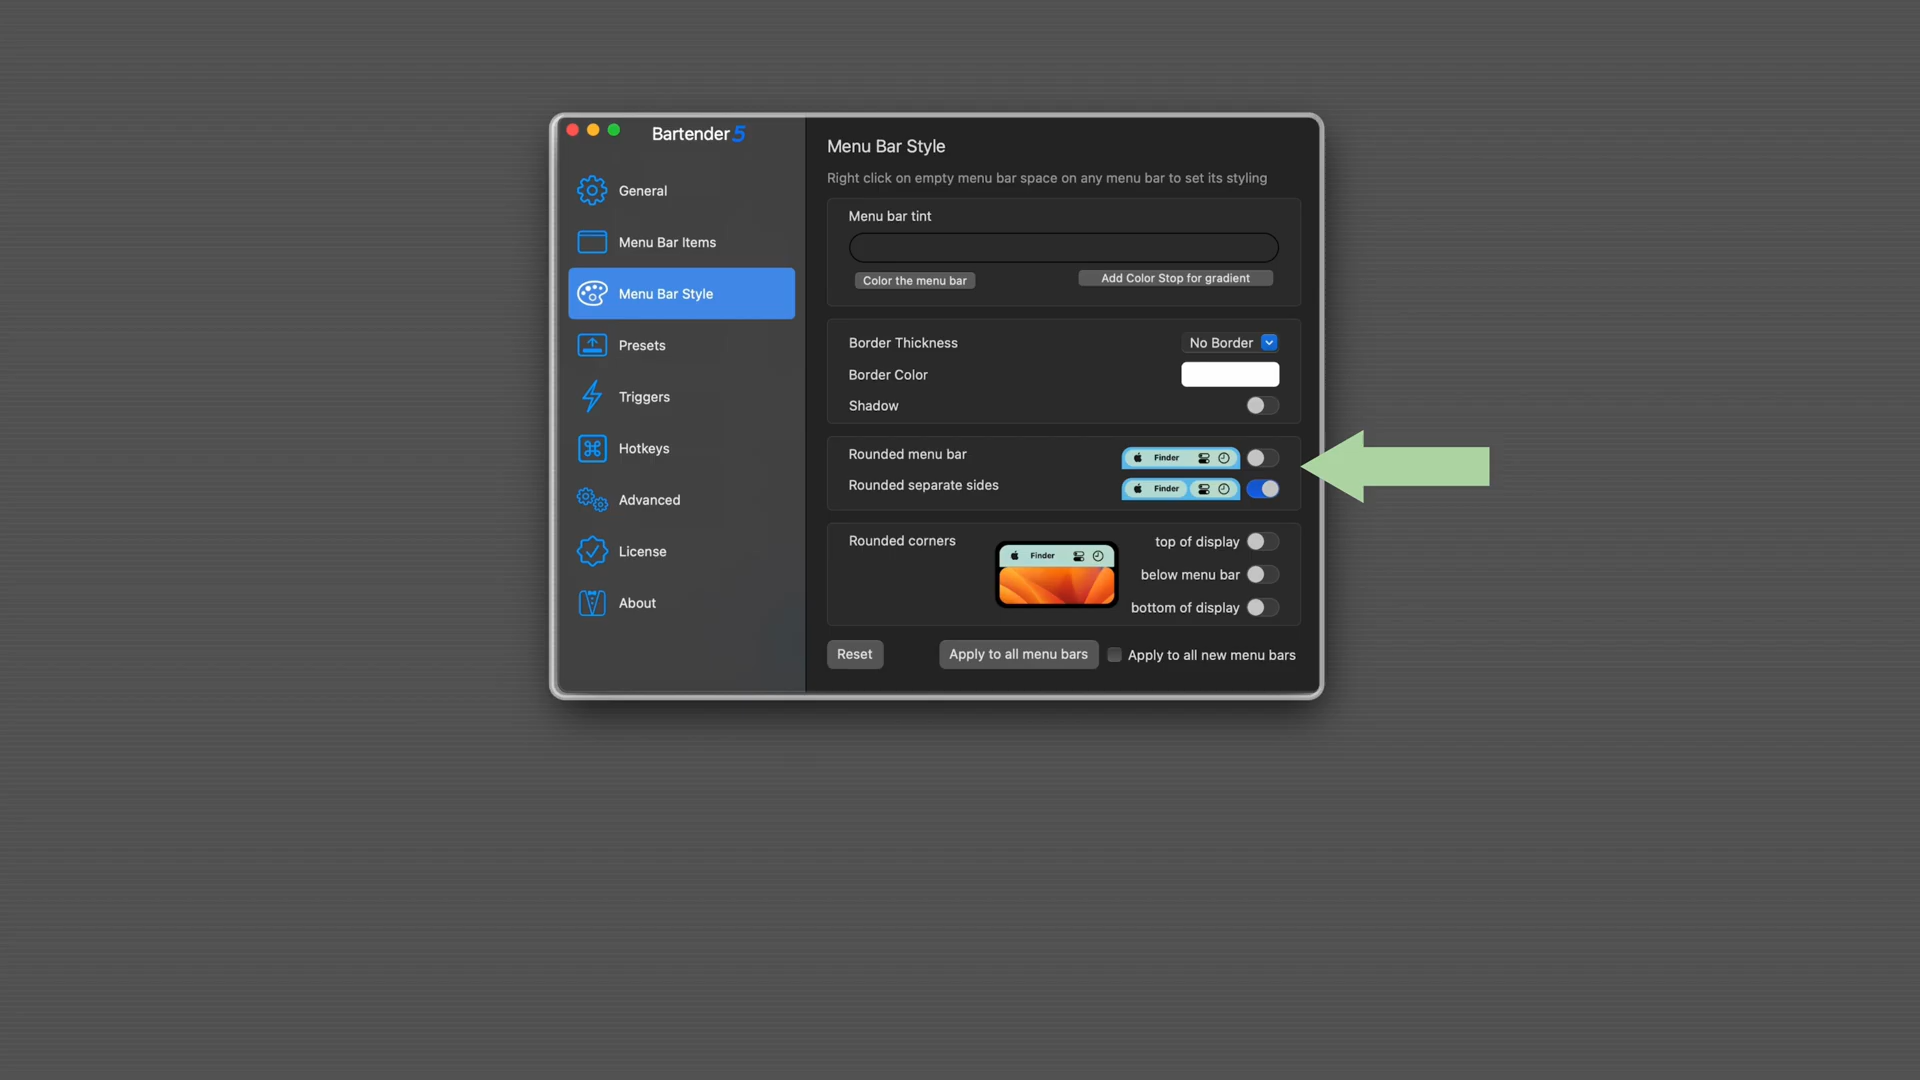 Bartender 5
General
Menu Bar Items
Menu Bar Style
Presets
Triggers
Hotkeys
Advanced
License
About
Menu Bar Style
Right click on empty menu bar space on any menu bar to set its styling
Menu bar tint
Color the menu bar
Add Color Stop for gradient
Border Thickness
No Border
Border Color
Shadow
Rounded menu bar
Finder
Rounded separate sides
Finder
Rounded corners
Finder
top of display
below menu bar
bottom of display
Reset
Apply to all menu bars
Apply to all new menu bars